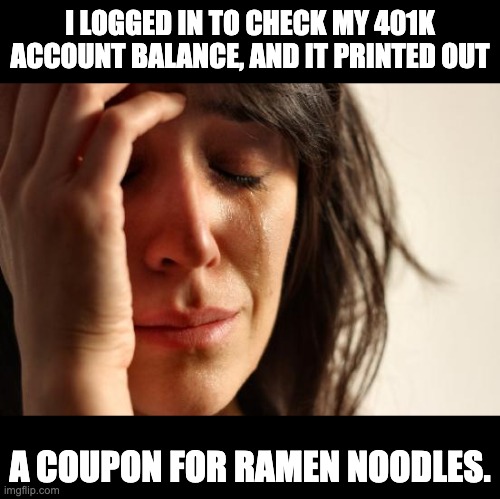 I LOGGED IN TO CHECK MY 401K
ACCOUNT BALANCE, AND IT PRINTED OUT
A COUPON FOR RAMEN NOODLES.
imgflip.com